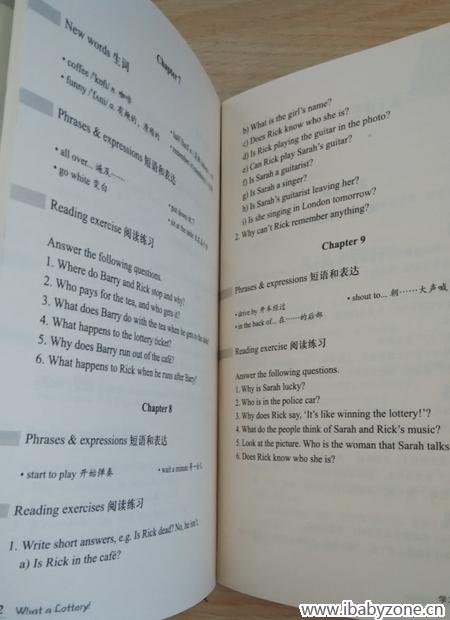 Chapter 7
New words 生词
• coffee /'kɒfi/ n. 咖啡
• funny /'fʌni/ a. 有趣的，滑稽的
Phrases & expressions 短语和表达
• all over... 遍及……
• go white 变白
• put down
• sit at the table
Reading exercise 阅读练习
Answer the following questions.
1. Where do Barry and Rick stop and why?
2. Who pays for the tea, and who gets it?
3. What does Barry do with the tea when he gets to the table?
4. What happens to the lottery ticket?
5. Why does Barry run out of the café?
6. What happens to Rick when he runs after Barry?
Chapter 8
Phrases & expressions 短语和表达
• start to play 开始弹奏
• wait a minute 等一会儿
Reading exercises 阅读练习
1. Write short answers, e.g. Is Rick dead? No, he isn't.
a) Is Rick in the café?
2 What a Lottery!
b) What is the girl's name?
c) Does Rick know who she is?
d) Is Rick playing the guitar in the photo?
e) Can Rick play Sarah's guitar?
f) Is Sarah a guitarist?
g) Is Sarah a singer?
h) Is Sarah's guitarist leaving her?
i) Is she singing in London tomorrow?
2. Why can't Rick remember anything?
Chapter 9
Phrases & expressions 短语和表达
• drive by 开车经过
• shout to... 朝……大声喊
• in the back of... 在……的后部
Reading exercise 阅读练习
Answer the following questions.
1. Why is Sarah lucky?
2. Who is in the police car?
3. Why does Rick say, 'It's like winning the lottery!'?
4. What do the people think of Sarah and Rick's music?
5. Look at the picture. Who is the woman that Sarah talks
6. Does Rick know who she is?
学
www.ibabyzone.cn